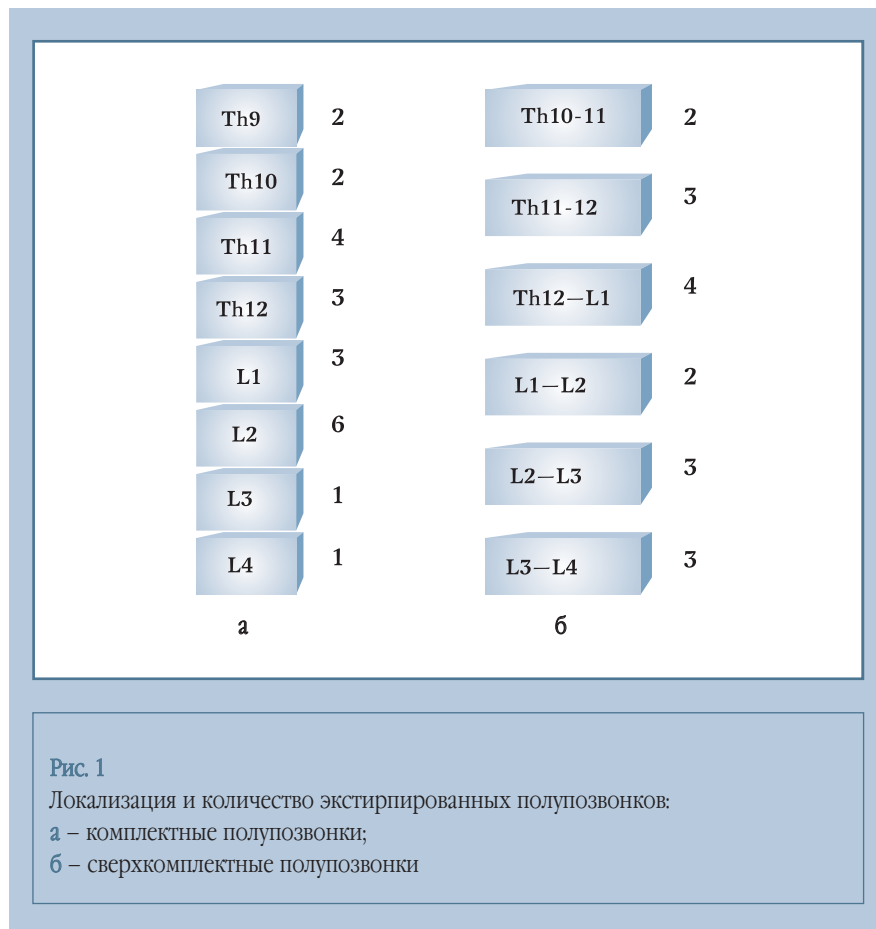 Th9 2
Th10 2
Th11 4
Th12 3
L1 3
L2 6
L3 1
L4 1
а
Th10-11 2
Th11-12 3
Th12—L1 4
L1—L2 2
L2—L3 3
L3—L4 3
б
Рис. 1
Локализация и количество экстирпированных полупозвонков:
а – комплектные полупозвонки;
б – сверхкомплектные полупозвонки